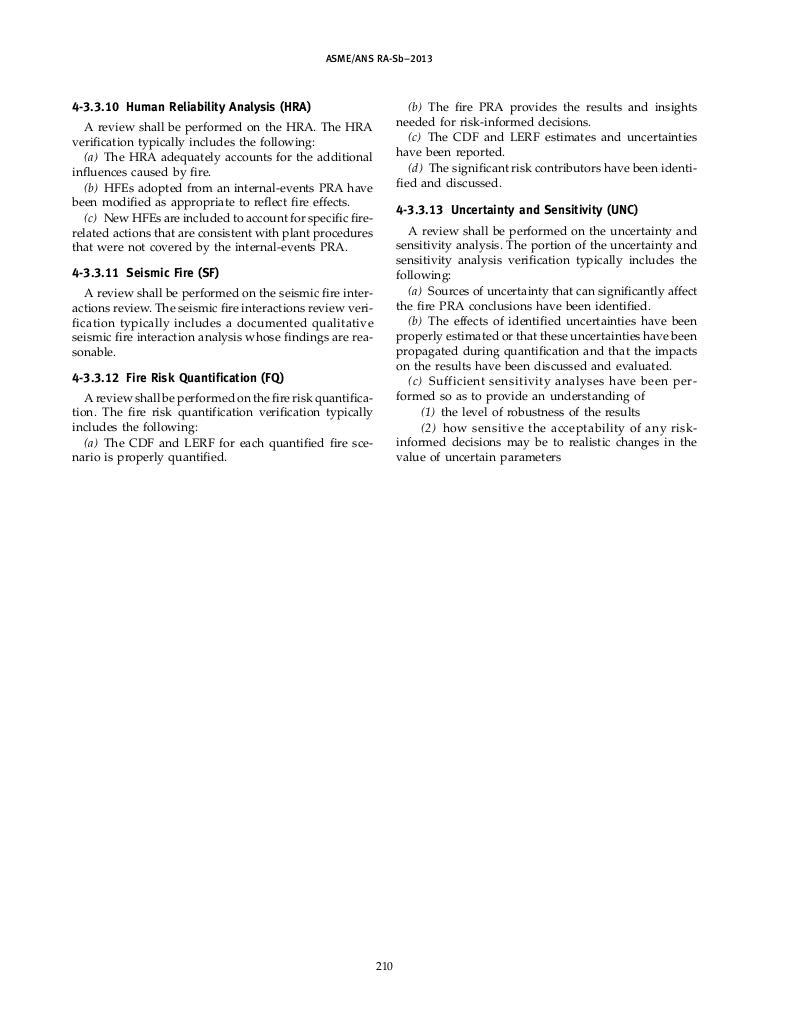 ASME/ANS RA-Sb–2013
4-3.3.10 Human Reliability Analysis (HRA)
A review shall be performed on the HRA. The HRA
verification typically includes the following:
(a) The HRA adequately accounts for the additional
influences caused by fire.
(b) HFEs adopted from an internal-events PRA have
been modified as appropriate to reflect fire effects.
(c) New HFEs are included to account for specific fire-
related actions that are consistent with plant procedures
that were not covered by the internal-events PRA.
4-3.3.11 Seismic Fire (SF)
A review shall be performed on the seismic fire inter-
actions review. The seismic fire interactions review veri-
fication typically includes a documented qualitative
seismic fire interaction analysis whose findings are rea-
sonable.
4-3.3.12 Fire Risk Quantification (FQ)
A review shall be performed on the fire risk quantifica-
tion. The fire risk quantification verification typically
includes the following:
(a) The CDF and LERF for each quantified fire sce-
nario is properly quantified.
(b) The fire PRA provides the results and insights
needed for risk-informed decisions.
(c) The CDF and LERF estimates and uncertainties
have been reported.
(d) The significant risk contributors have been identi-
fied and discussed.
4-3.3.13 Uncertainty and Sensitivity (UNC)
A review shall be performed on the uncertainty and
sensitivity analysis. The portion of the uncertainty and
sensitivity analysis verification typically includes the
following:
(a) Sources of uncertainty that can significantly affect
the fire PRA conclusions have been identified.
(b) The effects of identified uncertainties have been
properly estimated or that these uncertainties have been
propagated during quantification and that the impacts
on the results have been discussed and evaluated.
(c) Sufficient sensitivity analyses have been per-
formed so as to provide an understanding of
(1) the level of robustness of the results
(2) how sensitive the acceptability of any risk-
informed decisions may be to realistic changes in the
value of uncertain parameters
210